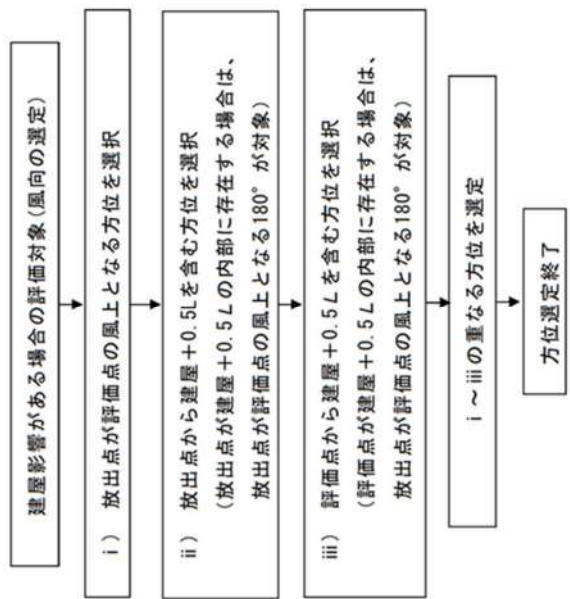 建屋影響がある場合の評価対象(風向の選定)
ⅰ) 放出点が評価点の風上となる方位を選択
ⅱ) 放出点から建屋+0.5Lを含む方位を選択
(放出点が建屋+0.5Lの内部に存在する場合は、
放出点が評価点の風上となる180°が対象)
ⅲ) 評価点から建屋+0.5Lを含む方位を選択
(評価点が建屋+0.5Lの内部に存在する場合は、
放出点が評価点の風上となる180°が対象)
ⅰ~ⅲの重なる方位を選定
方位選定終了